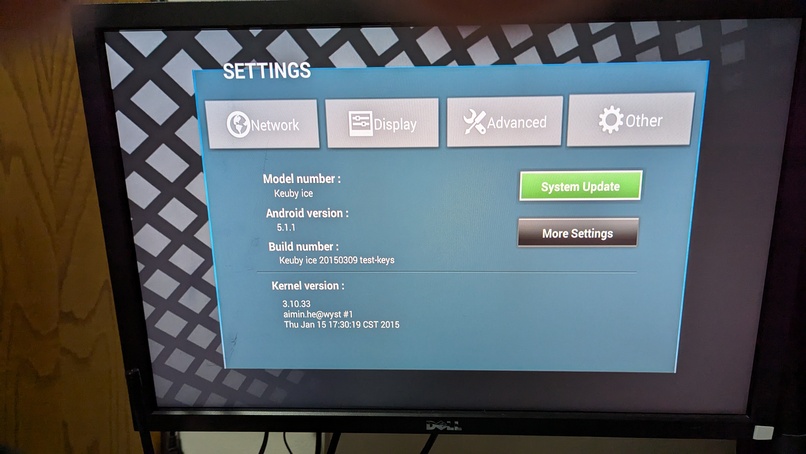 SETTINGS
Network
Display
Advanced
Other
Model number :
Keuby ice
System Update
Android version :
5.1.1
More Settings
Build number :
Keuby ice 20150309 test-keys
Kernel version :
3.10.33
aimin.he@wyst #1
Thu Jan 15 17:30:19 CST 2015
DELL